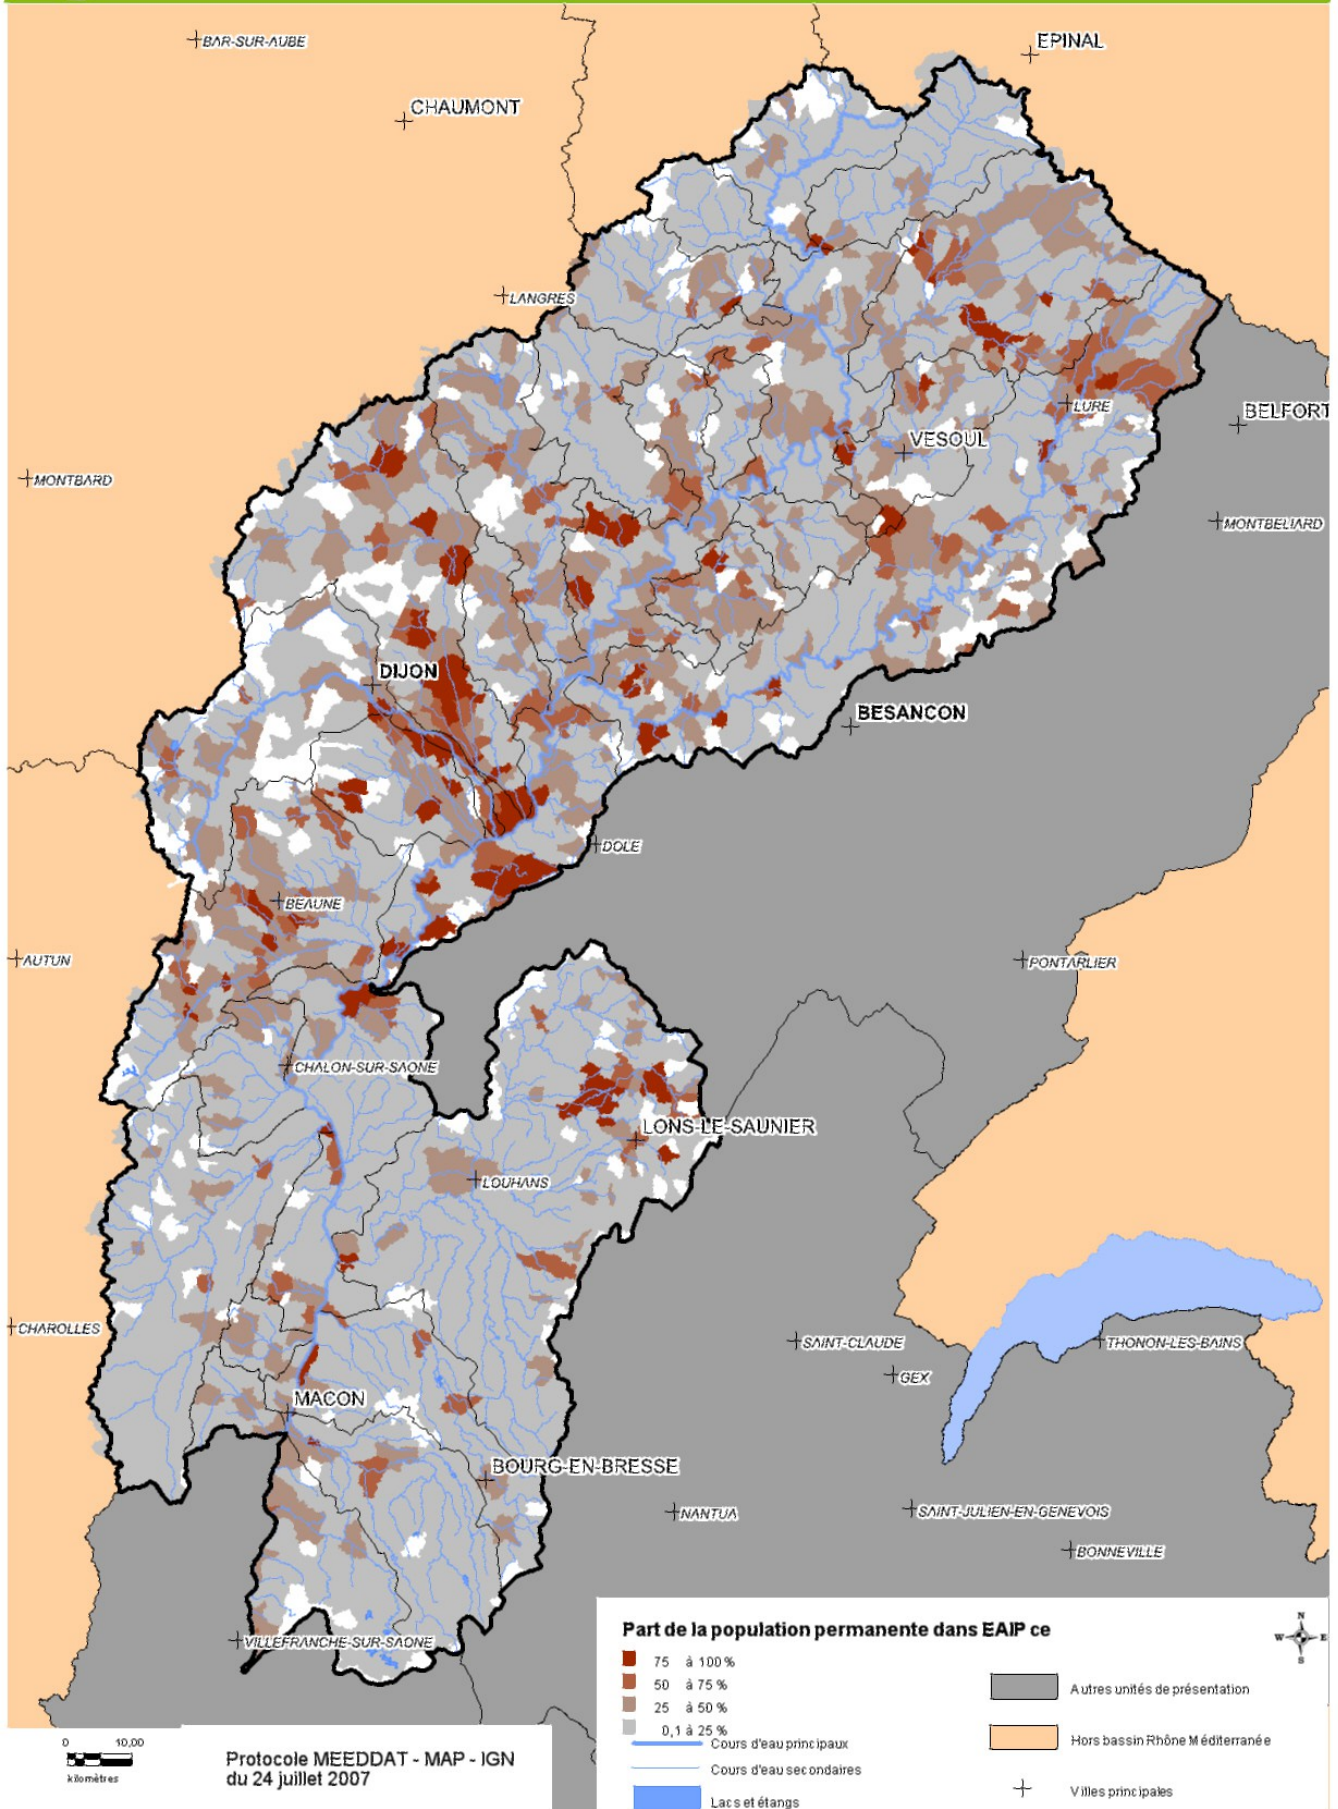 BAR-SUR-AUBE
EPINAL
CHAUMONT
LANGRES
LURE
BELFORT
VESOUL
MONTBARD
MONTBELIARD
DIJON
BESANCON
DOLE
BEAUNE
AUTUN
PONTARLIER
CHALON-SUR-SAONE
LONS-LE-SAUNIER
LOUHANS
CHAROLLES
SAINT-CLAUDE
THONON-LES-BAINS
GEX
MACON
BOURG-EN-BRESSE
NANTUA
SAINT-JULIEN-EN-GENEVOIS
BONNEVILLE
VILLEFRANCHE-SUR-SAONE
Part de la population permanente dans EAIP ce
75 à 100 %
50 à 75 %
25 à 50 %
0,1 à 25 %
Cours d'eau principaux
Cours d'eau secondaires
Lacs et étangs
Autres unités de présentation
Hors bassin Rhône Méditerranée
Villes principales
N
W E
S
0 10,00
kilomètres
Protocole MEEDDAT - MAP - IGN
du 24 juillet 2007